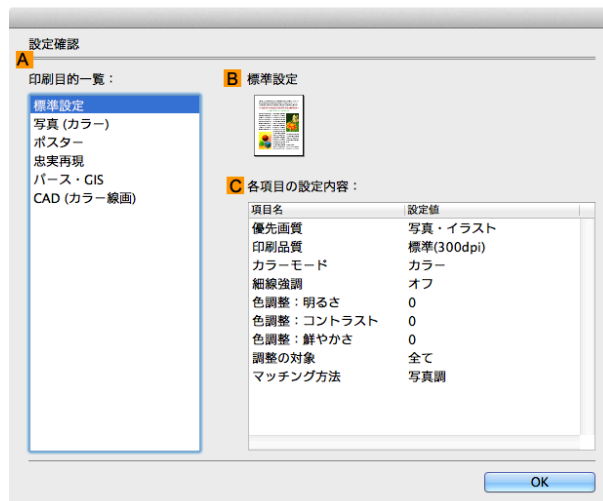 設定確認
A
印刷目的一覧：
標準設定
写真 (カラー)
ポスター
忠実再現
パース・GIS
CAD (カラー線画)
B 標準設定
C 各項目の設定内容：
項目名 設定値
優先画質 写真・イラスト
印刷品質 標準(300dpi)
カラーモード カラー
細線強調 オフ
色調整：明るさ 0
色調整：コントラスト 0
色調整：鮮やかさ 0
調整の対象 全て
マッチング方法 写真調
OK